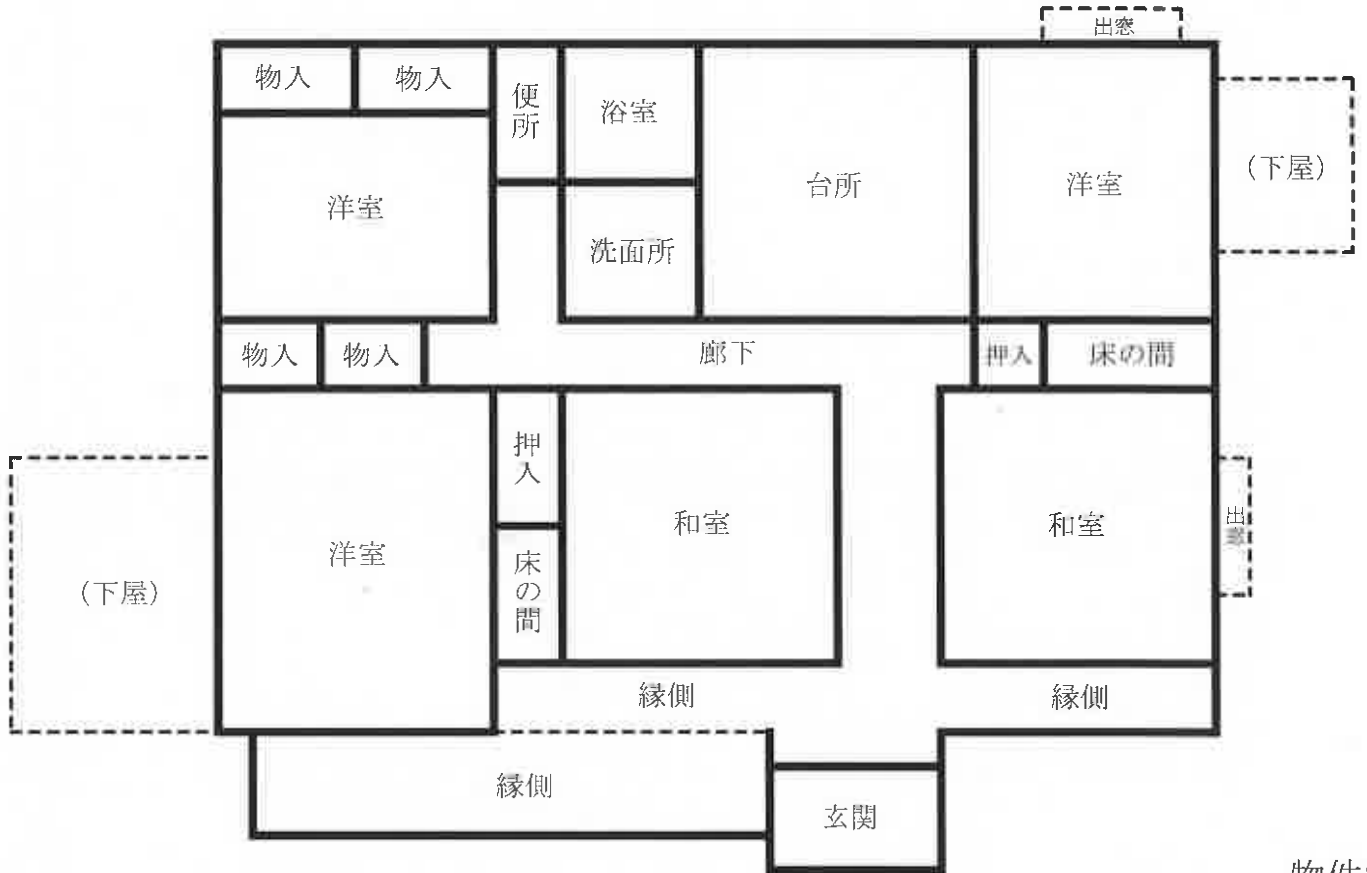 出窓
物入
物入
便所
浴室
台所
洋室
(下屋)
洋室
洗面所
物入
物入
廊下
押入
床の間
押入
和室
和室
出窓
洋室
床の間
(下屋)
縁側
縁側
縁側
玄関